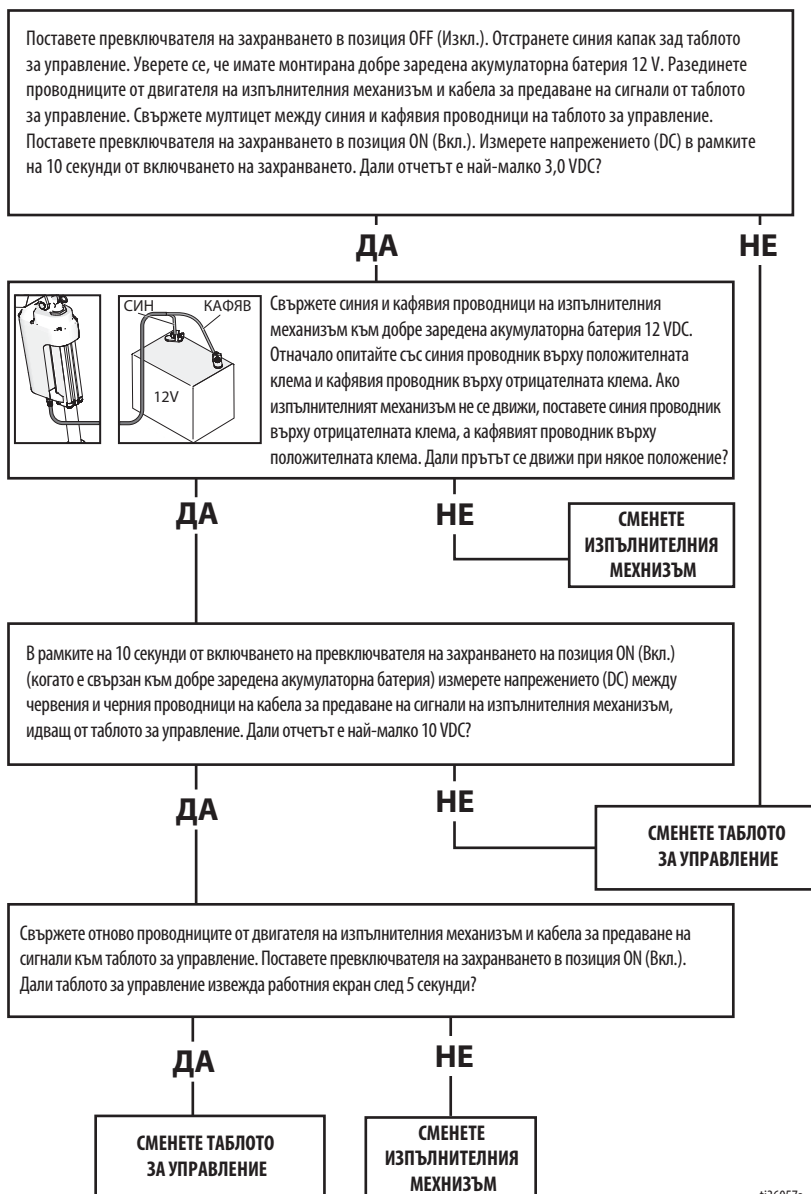 Поставете превключвателя на захранването в позиция OFF (Изкл.). Отстранете синия капак зад таблото
за управление. Уверете се, че имате монтирана добре заредена акумулаторна батерия 12 V. Разединете
проводниците от двигателя на изпълнителния механизъм и кабела за предаване на сигнали от таблото
за управление. Свържете мултицет между синия и кафявия проводници на таблото за управление.
Поставете превключвателя на захранването в позиция ON (Вкл.). Измерете напрежението (DC) в рамките
на 10 секунди от включването на захранването. Дали отчетът е най-малко 3,0 VDC?
ДА
НЕ
СИН
КАФЯВ
12V
Свържете синия и кафявия проводници на изпълнителния
механизъм към добре заредена акумулаторна батерия 12 VDC.
Отначало опитайте със синия проводник върху положителната
клема и кафявия проводник върху отрицателната клема. Ако
изпълнителният механизъм не се движи, поставете синия проводник
върху отрицателната клема, а кафявият проводник върху
положителната клема. Дали прътът се движи при някое положение?
ДА
НЕ
СМЕНЕТЕ
ИЗПЪЛНИТЕЛНИЯ
МЕХНИЗЪМ
В рамките на 10 секунди от включването на превключвателя на захранването на позиция ON (Вкл.)
(когато е свързан към добре заредена акумулаторна батерия) измерете напрежението (DC) между
червения и черния проводници на кабела за предаване на сигнали на изпълнителния механизъм,
идващ от таблото за управление. Дали отчетът е най-малко 10 VDC?
ДА
НЕ
СМЕНЕТЕ ТАБЛОТО
ЗА УПРАВЛЕНИЕ
Свържете отново проводниците от двигателя на изпълнителния механизъм и кабела за предаване на
сигнали към таблото за управление. Поставете превключвателя на захранването в позиция ON (Вкл.).
Дали таблото за управление извежда работния екран след 5 секунди?
ДА
НЕ
СМЕНЕТЕ ТАБЛОТО
ЗА УПРАВЛЕНИЕ
СМЕНЕТЕ
ИЗПЪЛНИТЕЛНИЯ
МЕХНИЗЪМ